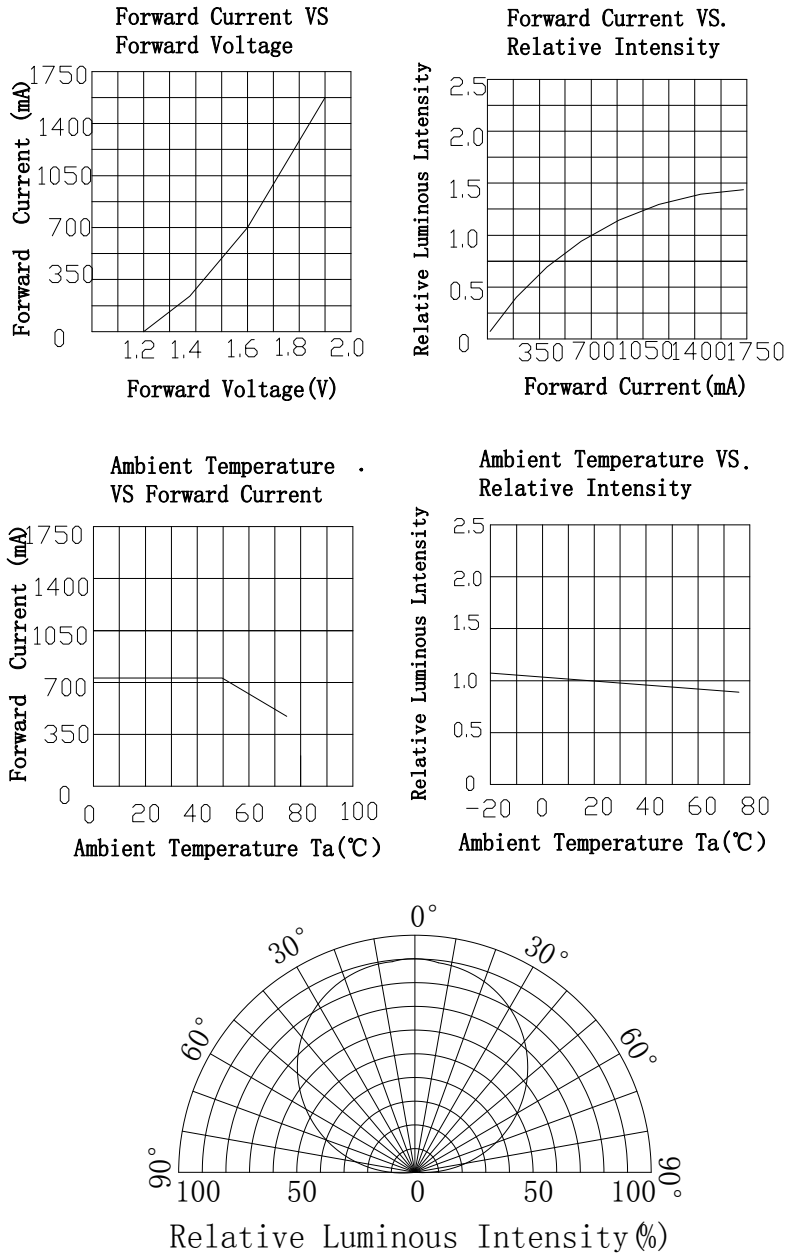 Forward Current VS
Forward Voltage
Forward Current (mA)
1750
1400
1050
700
350
0
1.2 1.4 1.6 1.8 2.0
Forward Voltage(V)
Forward Current VS.
Relative Intensity
Relative Luminous Lntensity
2.5
2.0
1.5
1.0
0.5
0
350 700 1050 1400 1750
Forward Current(mA)
Ambient Temperature .
VS Forward Current
Forward Current (mA)
1750
1400
1050
700
350
0
0 20 40 60 80 100
Ambient Temperature Ta(℃)
Ambient Temperature VS.
Relative Intensity
Relative Luminous Lntensity
2.5
2.0
1.5
1.0
0.5
0
-20 0 20 40 60 80
Ambient Temperature Ta(℃)
0°
30° 30°
60° 60°
90° 90°
100 50 0 50 100
Relative Luminous Intensity(%)